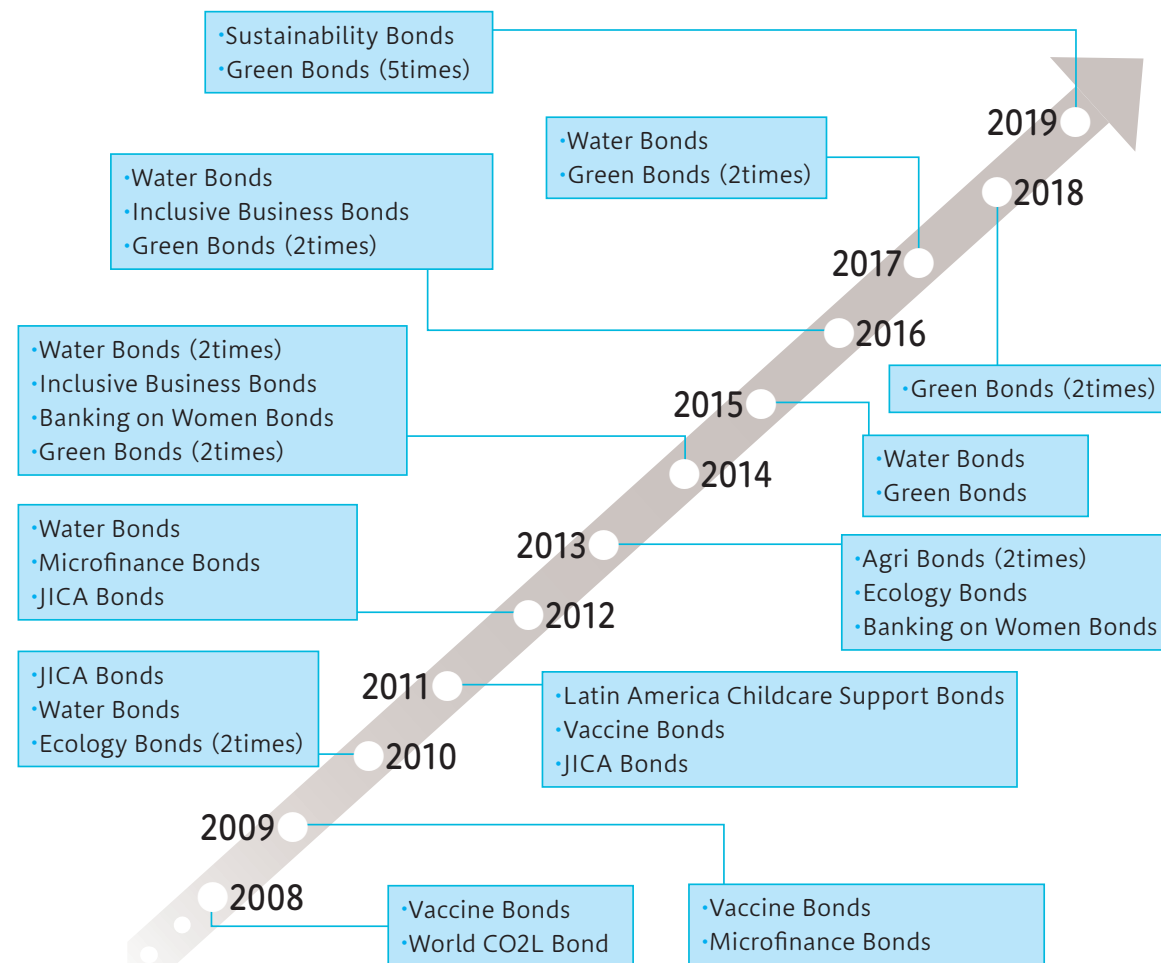 ·Sustainability Bonds
·Green Bonds (5times)
2019
·Water Bonds
·Green Bonds (2times)
2018
·Water Bonds
·Inclusive Business Bonds
·Green Bonds (2times)
2017
2016
·Water Bonds (2times)
·Inclusive Business Bonds
·Banking on Women Bonds
·Green Bonds (2times)
·Green Bonds (2times)
2015
·Water Bonds
·Green Bonds
2014
·Water Bonds
·Microfinance Bonds
·JICA Bonds
2013
·Agri Bonds (2times)
·Ecology Bonds
·Banking on Women Bonds
2012
·JICA Bonds
·Water Bonds
·Ecology Bonds (2times)
2011
·Latin America Childcare Support Bonds
·Vaccine Bonds
·JICA Bonds
2010
2009
2008
·Vaccine Bonds
·World CO2L Bond
·Vaccine Bonds
·Microfinance Bonds